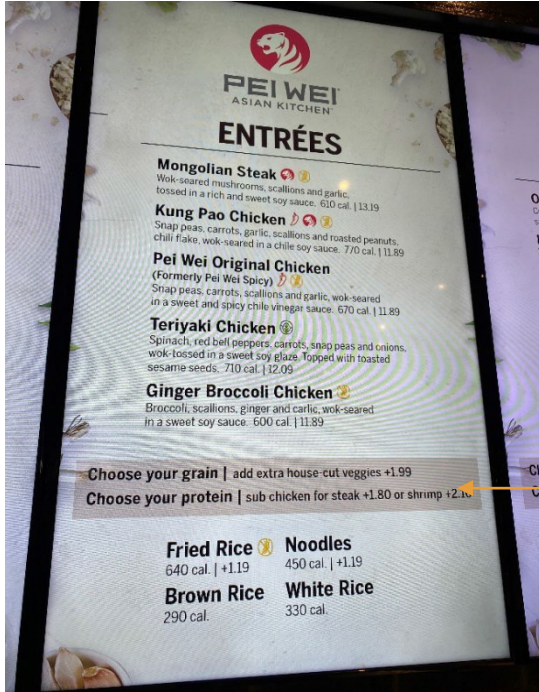 PEI WEI
ASIAN KITCHEN
ENTRÉES
Mongolian Steak
Wok-seared mushrooms, scallions and garlic,
tossed in a rich and sweet soy sauce. 610 cal. | 13.19
Kung Pao Chicken
Snap peas, carrots, garlic, scallions and roasted peanuts,
chili flake, wok-seared in a chile soy sauce. 770 cal. | 11.89
Pei Wei Original Chicken
(Formerly Pei Wei Spicy)
Snap peas, carrots, scallions and garlic, wok-seared
in a sweet and spicy chile vinegar sauce. 670 cal. | 11.89
Teriyaki Chicken
Spinach, red bell peppers, carrots, snap peas and onions,
wok-tossed in a sweet soy glaze. Topped with toasted
sesame seeds. 710 cal. | 12.09
Ginger Broccoli Chicken
Broccoli, scallions, ginger and garlic, wok-seared
in a sweet soy sauce. 600 cal. | 11.89
Choose your grain | add extra house-cut veggies +1.99
Choose your protein | sub chicken for steak +1.80 or shrimp
Fried Rice
640 cal. | +1.19
Noodles
450 cal. | +1.19
Brown Rice
290 cal.
White Rice
330 cal.